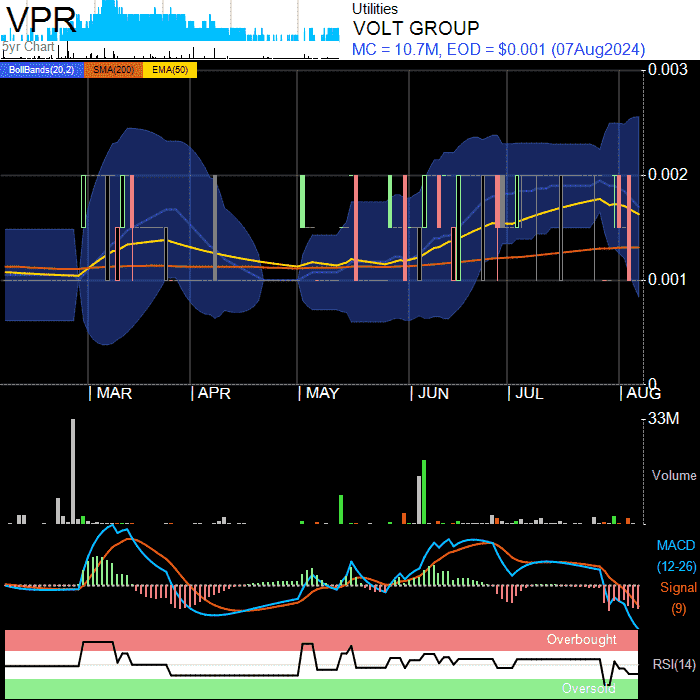 VPR
5yr Chart
Utilities
VOLT GROUP
MC = 10.7M, EOD = $0.001 (07Aug2024)
BollBands(20,2) SMA(200) EMA(50)
0.003
0.002
0.001
0
MAR APR MAY JUN JUL AUG
33M
Volume
MACD
(12-26)
Signal
(9)
Overbought
RSI(14)
Oversold